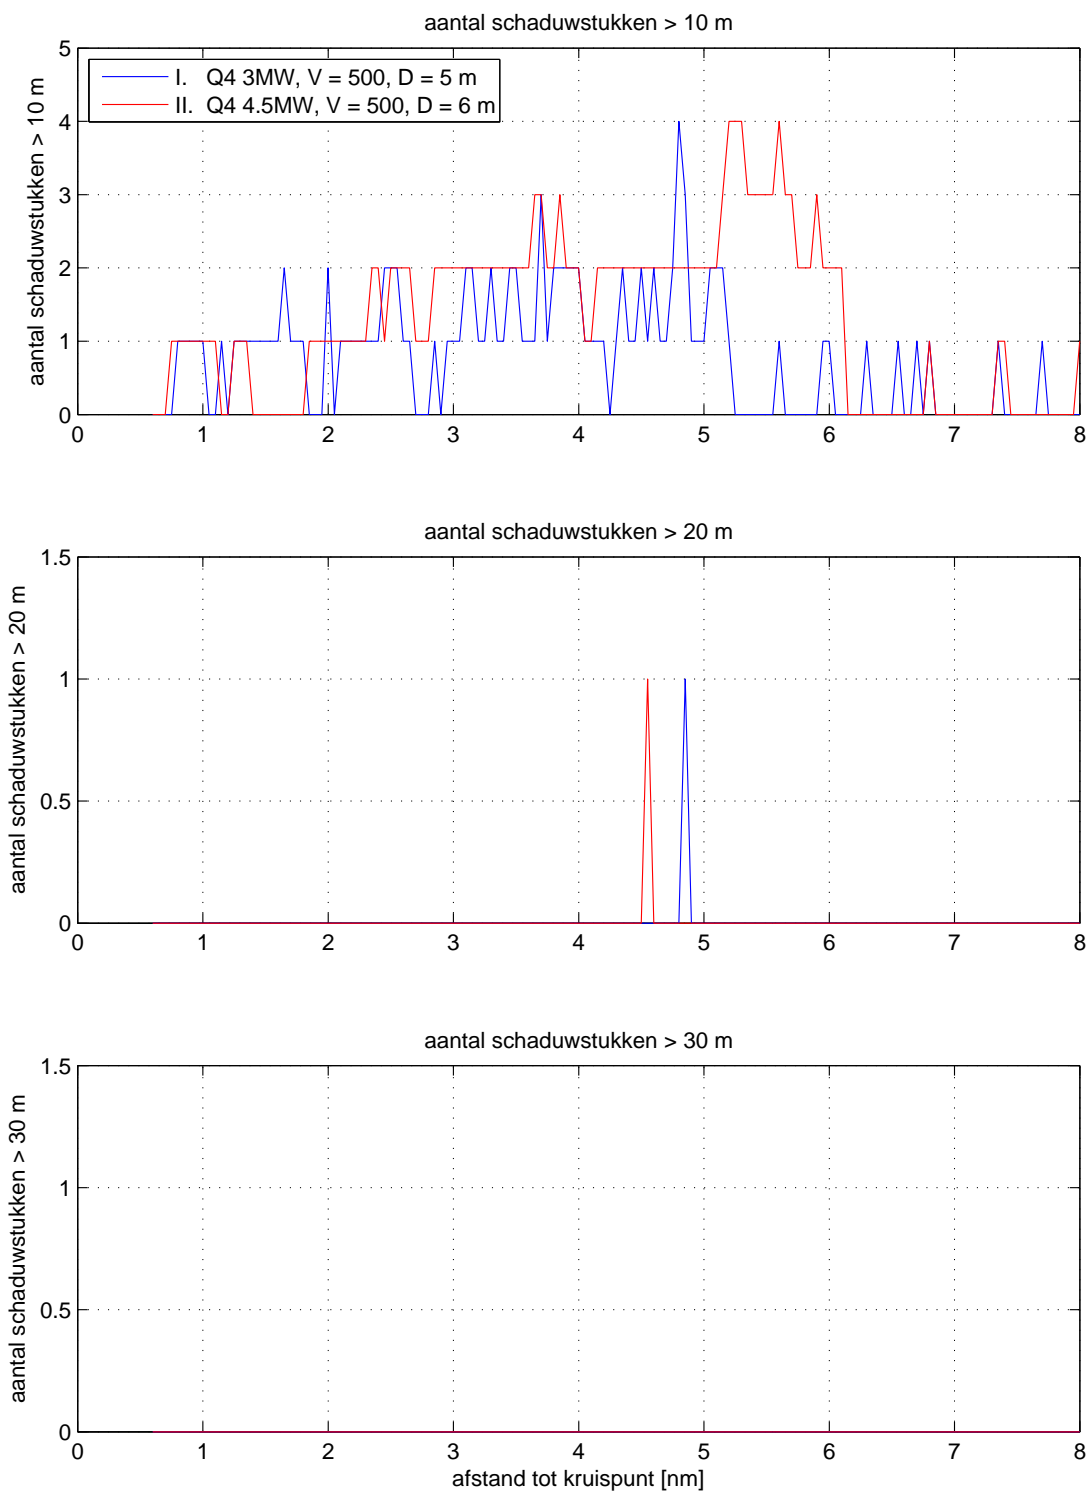 aantal schaduwstukken > 10 m
aantal schaduwstukken > 10 m
5
4
3
2
1
0
I. Q4 3MW, V = 500, D = 5 m
II. Q4 4.5MW, V = 500, D = 6 m
0 1 2 3 4 5 6 7 8
aantal schaduwstukken > 20 m
aantal schaduwstukken > 20 m
1.5
1
0.5
0
0 1 2 3 4 5 6 7 8
aantal schaduwstukken > 30 m
aantal schaduwstukken > 30 m
1.5
1
0.5
0
0 1 2 3 4 5 6 7 8
afstand tot kruispunt [nm]